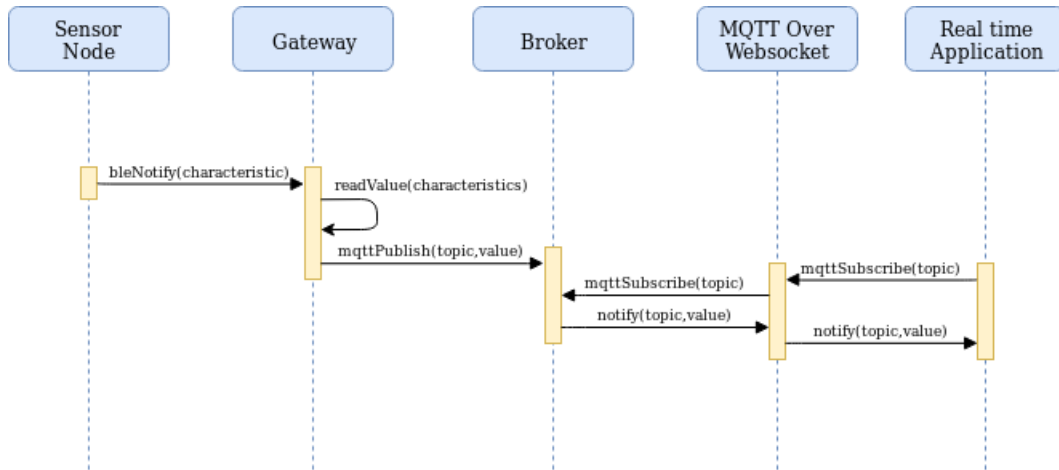 Sensor
Node
Gateway
Broker
MQTT Over
Websocket
Real time
Application
bleNotify(characteristic)
readValue(characteristics)
mqttPublish(topic,value)
mqttSubscribe(topic)
mqttSubscribe(topic)
notify(topic,value)
notify(topic,value)